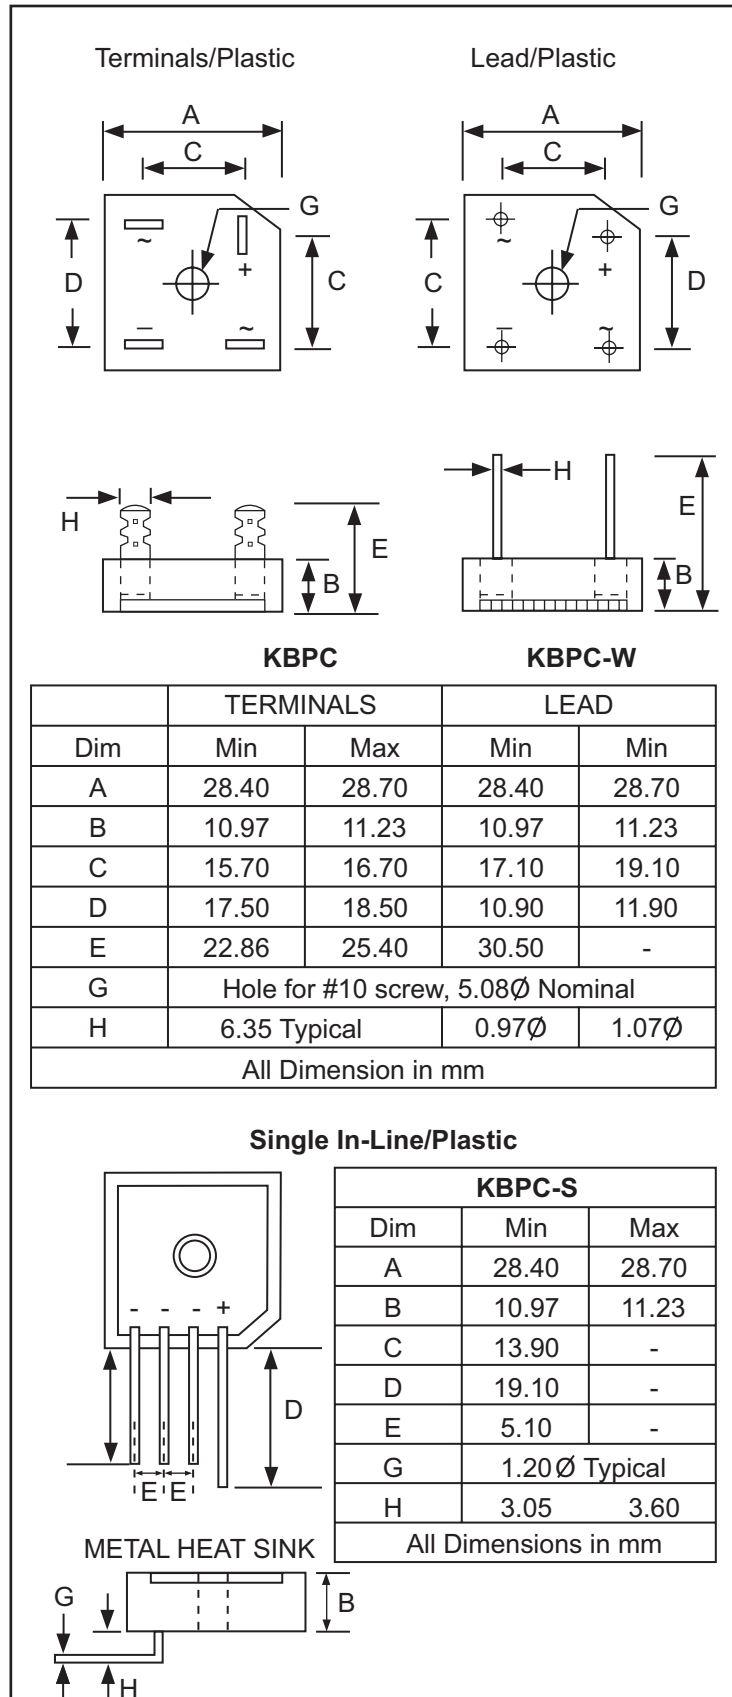 Terminals/Plastic Lead/Plastic
A A
C C
G G
~ ~
+ +
D C C D
– ~ – ~
H H
E E
B B
KBPC KBPC-W
TERMINALS LEAD
Dim Min Max Min Min
A 28.40 28.70 28.40 28.70
B 10.97 11.23 10.97 11.23
C 15.70 16.70 17.10 19.10
D 17.50 18.50 10.90 11.90
E 22.86 25.40 30.50 -
G Hole for #10 screw, 5.08Ø Nominal
H 6.35 Typical 0.97Ø 1.07Ø
All Dimension in mm
Single In-Line/Plastic
- - - +
D
E E
KBPC-S
Dim Min Max
A 28.40 28.70
B 10.97 11.23
C 13.90 -
D 19.10 -
E 5.10 -
G 1.20Ø Typical
H 3.05 3.60
All Dimensions in mm
METAL HEAT SINK
G
B
H